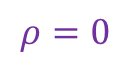 ρ = 0